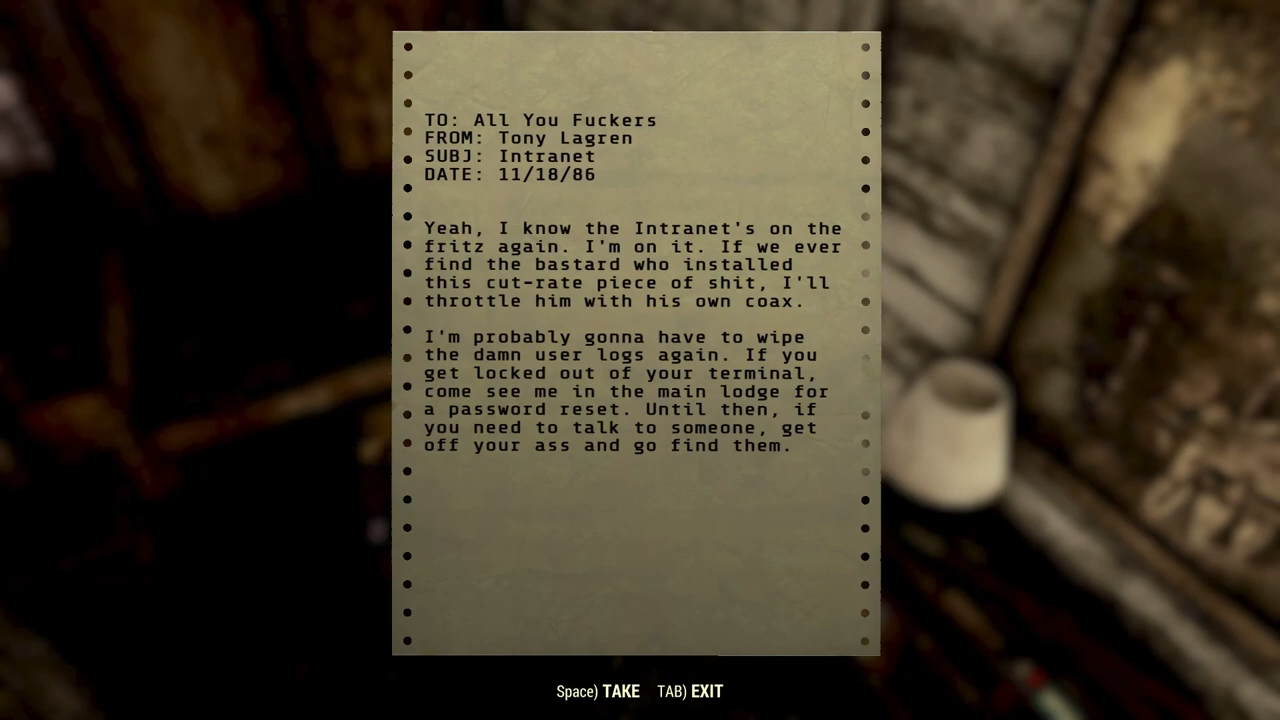 TO: All You Fuckers
FROM: Tony Lagren
SUBJ: Intranet
DATE: 11/18/86
Yeah, I know the Intranet's on the
fritz again. I'm on it. If we ever
find the bastard who installed
this cut-rate piece of shit, I'll
throttle him with his own coax.
I'm probably gonna have to wipe
the damn user logs again. If you
get locked out of your terminal,
come see me in the main lodge for
a password reset. Until then, if
you need to talk to someone, get
off your ass and go find them.
Space) TAKE TAB) EXIT